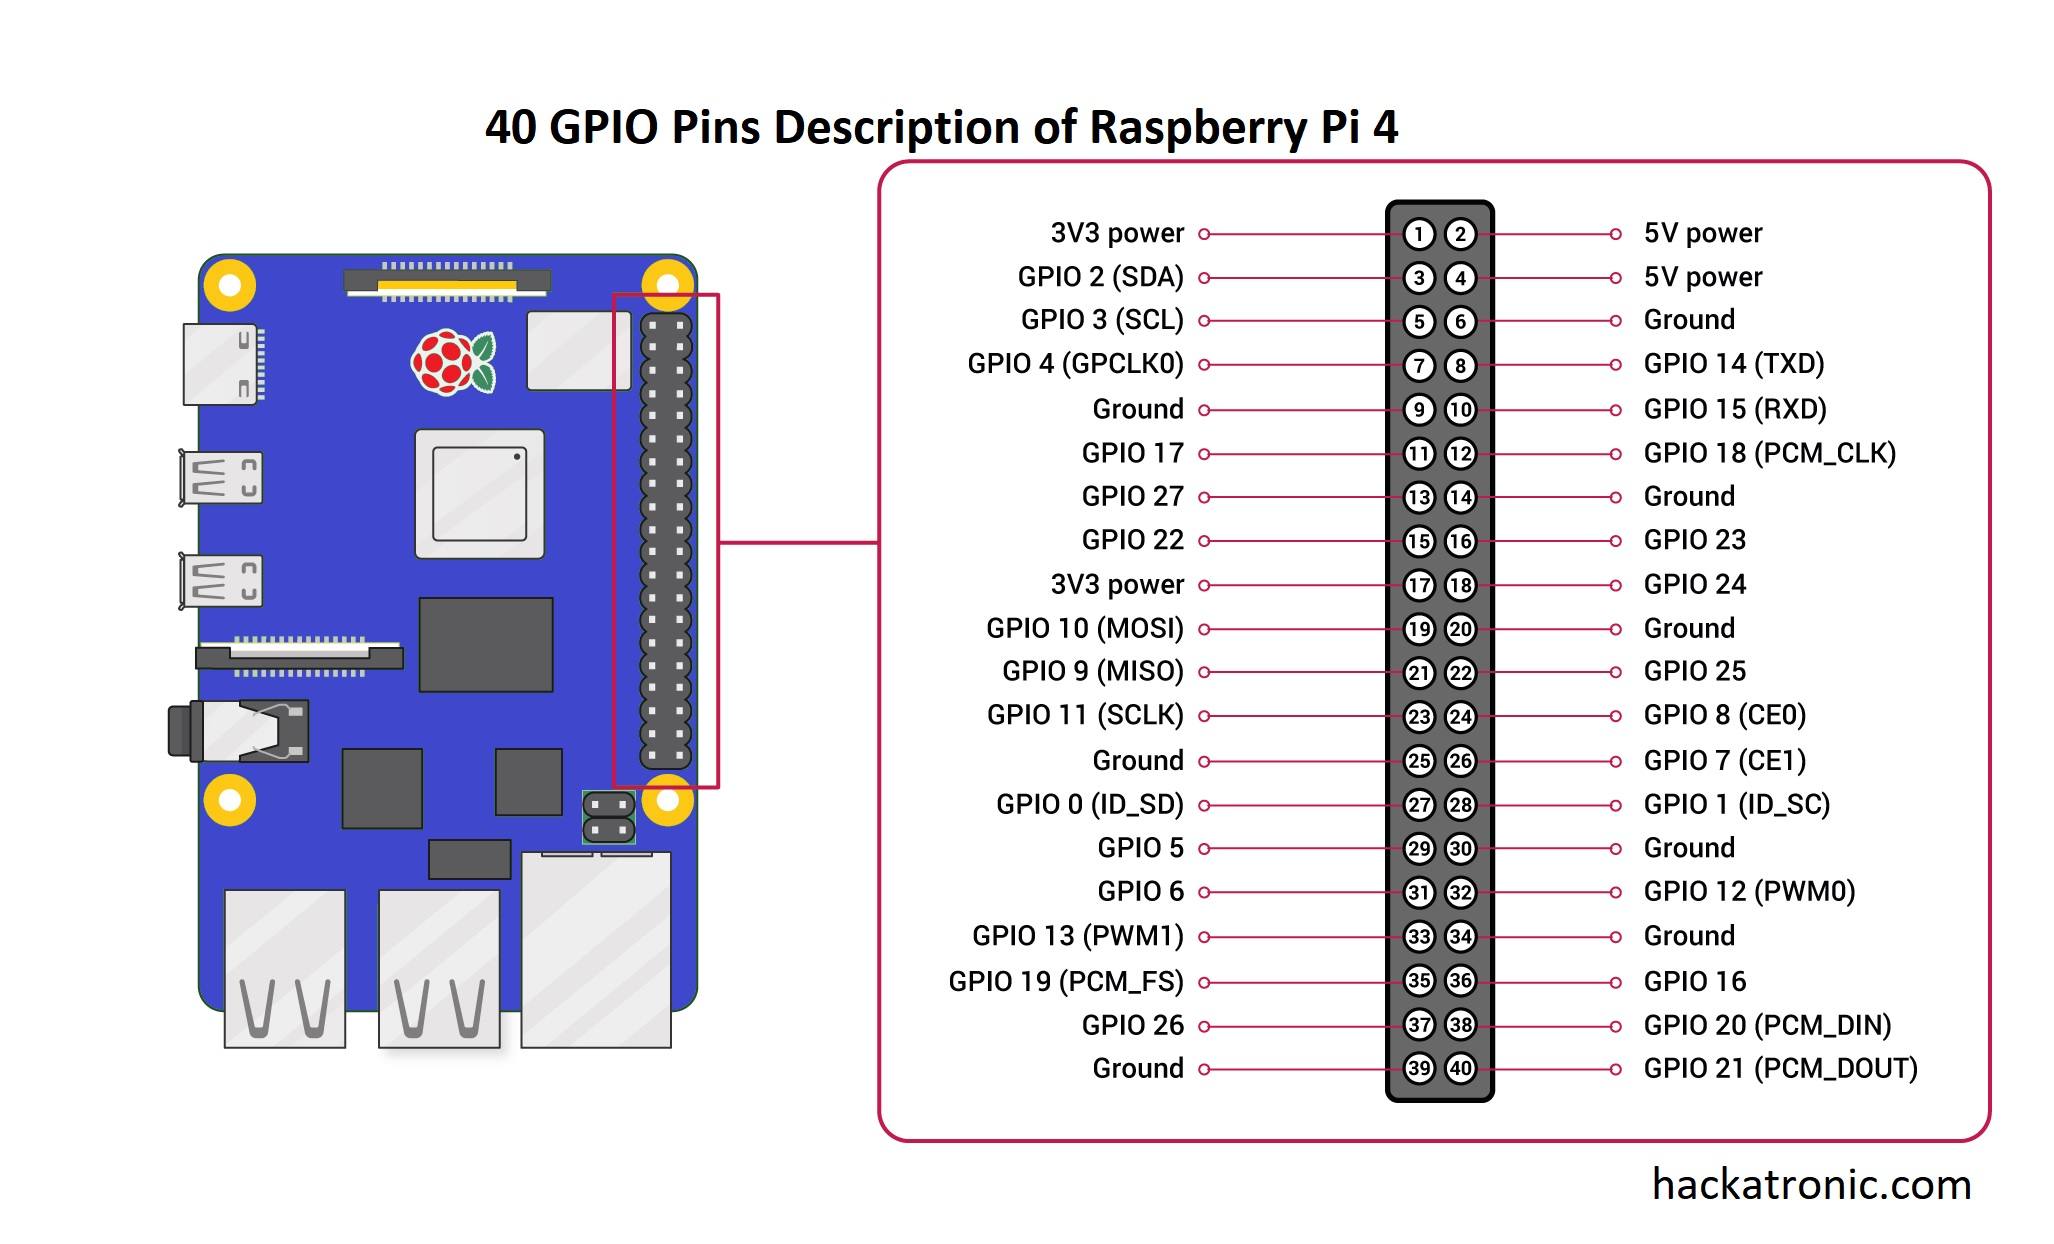 40 GPIO Pins Description of Raspberry Pi 4
3V3 power 1 2 5V power
GPIO 2 (SDA) 3 4 5V power
GPIO 3 (SCL) 5 6 Ground
GPIO 4 (GPCLK0) 7 8 GPIO 14 (TXD)
Ground 9 10 GPIO 15 (RXD)
GPIO 17 11 12 GPIO 18 (PCM_CLK)
GPIO 27 13 14 Ground
GPIO 22 15 16 GPIO 23
3V3 power 17 18 GPIO 24
GPIO 10 (MOSI) 19 20 Ground
GPIO 9 (MISO) 21 22 GPIO 25
GPIO 11 (SCLK) 23 24 GPIO 8 (CE0)
Ground 25 26 GPIO 7 (CE1)
GPIO 0 (ID_SD) 27 28 GPIO 1 (ID_SC)
GPIO 5 29 30 Ground
GPIO 6 31 32 GPIO 12 (PWM0)
GPIO 13 (PWM1) 33 34 Ground
GPIO 19 (PCM_FS) 35 36 GPIO 16
GPIO 26 37 38 GPIO 20 (PCM_DIN)
Ground 39 40 GPIO 21 (PCM_DOUT)
hackatronic.com